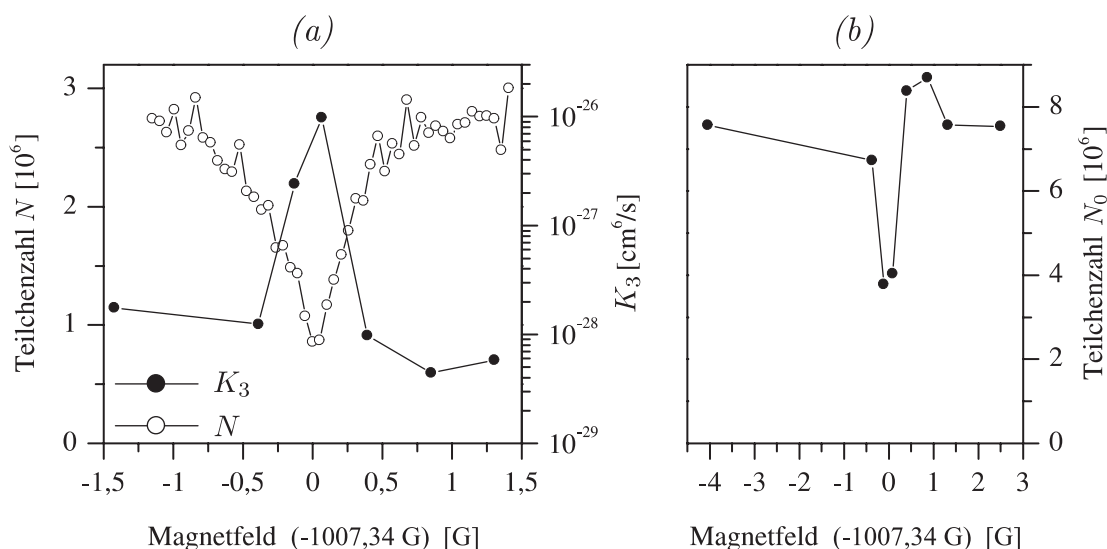 (a)
(b)
3
2
1
0
Teilchenzahl N [10⁶]
10⁻²⁶
10⁻²⁷
10⁻²⁸
10⁻²⁹
K₃ [cm⁶/s]
K₃
N
-1,5 -1 -0,5 0 0,5 1 1,5
Magnetfeld (-1007,34 G) [G]
8
6
4
2
0
Teilchenzahl N₀ [10⁶]
-4 -3 -2 -1 0 1 2 3
Magnetfeld (-1007,34 G) [G]